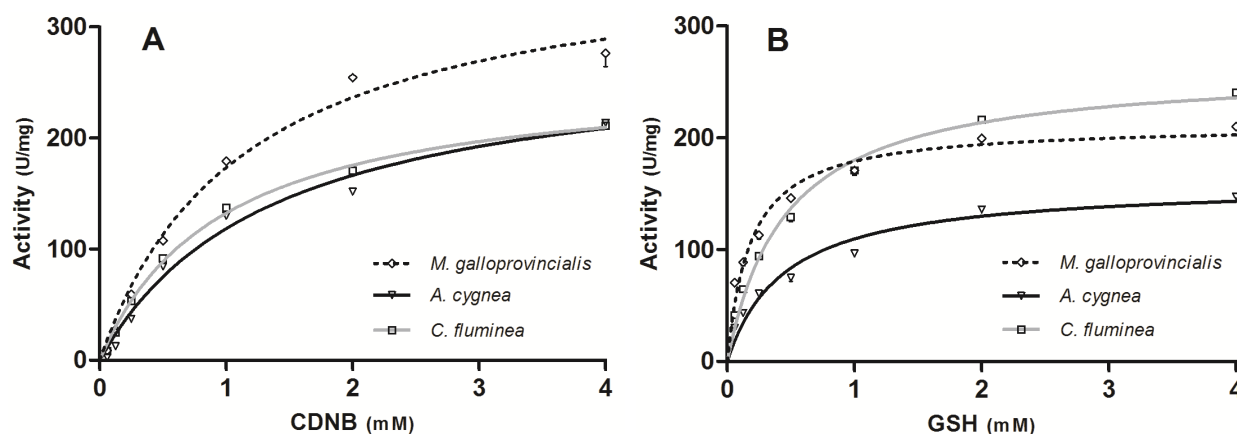 A
300
200
100
0
Activity (U/mg)
M. galloprovincialis
A. cygnea
C. fluminea
0 1 2 3 4
CDNB (mM)
B
300
200
100
0
Activity (U/mg)
M. galloprovincialis
A. cygnea
C. fluminea
0 1 2 3 4
GSH (mM)